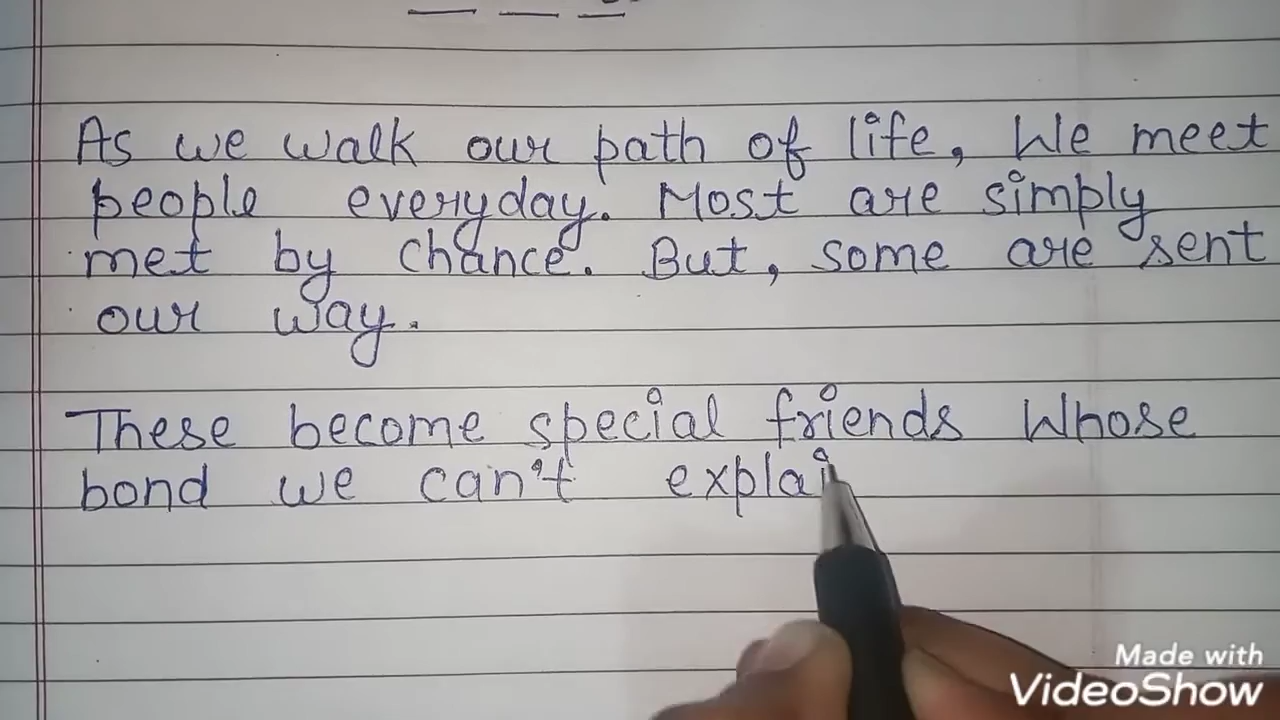 As we walk our path of life, We meet
people everyday. Most are simply
met by chance. But, some are sent
our way.
These become special friends Whose
bond we can't explai
Made with
VideoShow